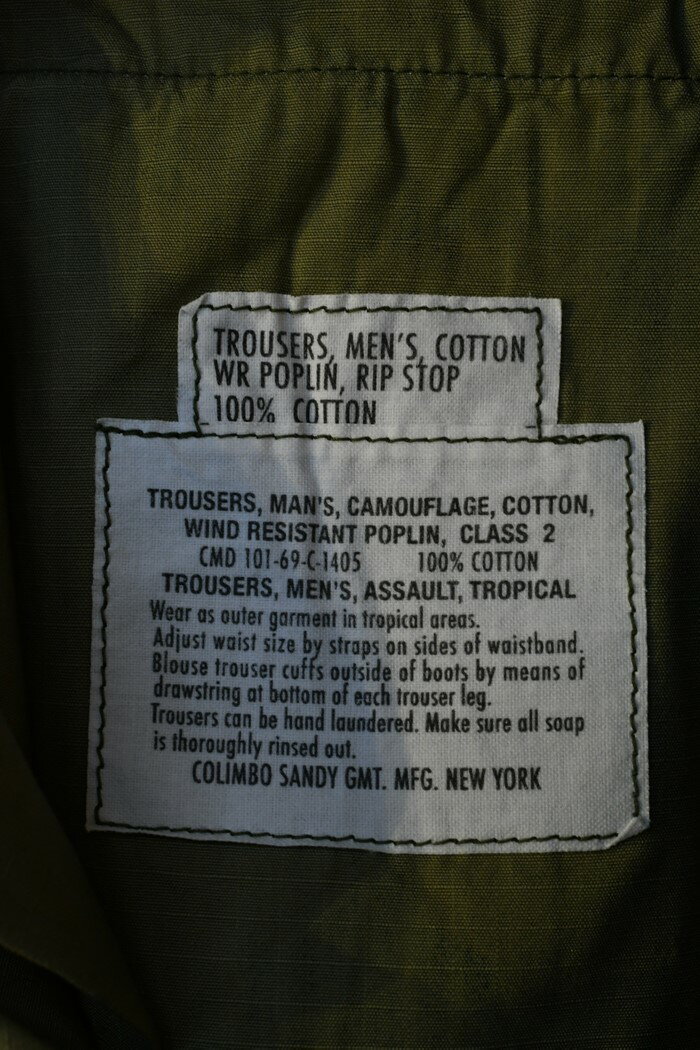 TROUSERS, MEN'S, COTTON
WR POPLIN, RIP STOP
100% COTTON
TROUSERS, MAN'S, CAMOUFLAGE, COTTON,
WIND RESISTANT POPLIN, CLASS 2
CMD 101-69-C-1405 100% COTTON
TROUSERS, MEN'S, ASSAULT, TROPICAL
Wear as outer garment in tropical areas.
Adjust waist size by straps on sides of waistband.
Blouse trouser cuffs outside of boots by means of
drawstring at bottom of each trouser leg.
Trousers can be hand laundered. Make sure all soap
is thoroughly rinsed out.
COLIMBO SANDY GMT. MFG. NEW YORK